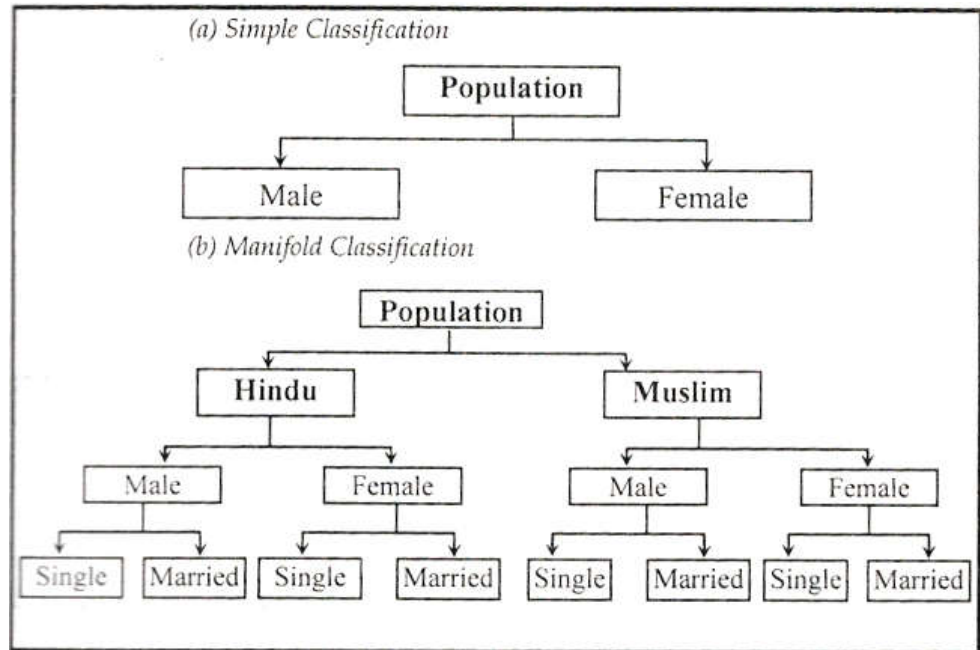 (a) Simple Classification
Population
Male Female
(b) Manifold Classification
Population
Hindu Muslim
Male Female Male Female
Single Married Single Married Single Married Single Married